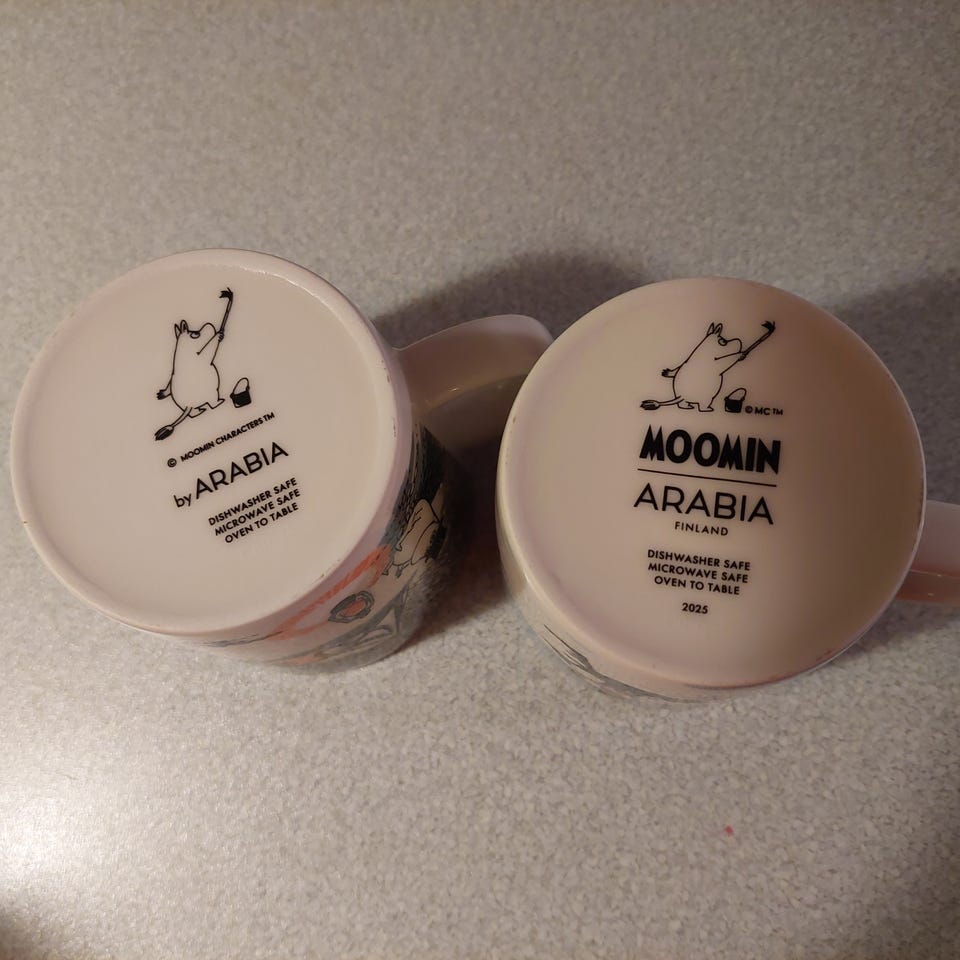 © MOOMIN CHARACTERS™
by ARABIA
DISHWASHER SAFE
MICROWAVE SAFE
OVEN TO TABLE
© MC™
MOOMIN
ARABIA
FINLAND
DISHWASHER SAFE
MICROWAVE SAFE
OVEN TO TABLE
2025